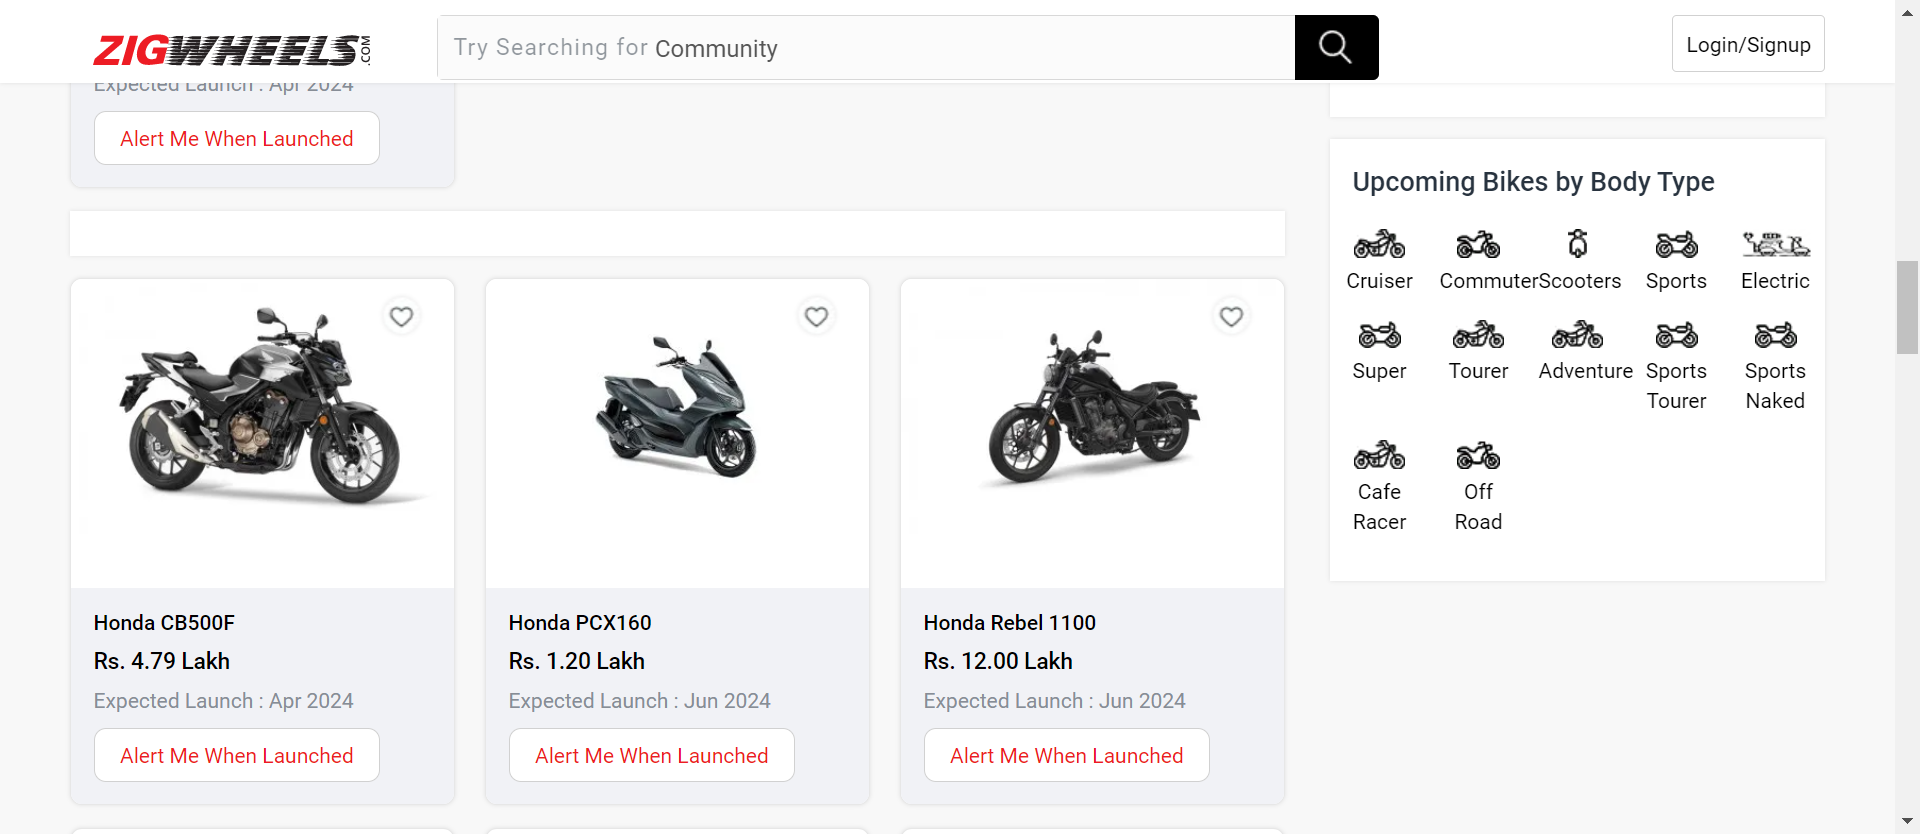 ZIGWHEELS.COM
Try Searching for Community
Login/Signup
Expected Launch : Apr 2024
Alert Me When Launched
Upcoming Bikes by Body Type
Cruiser
Commuter
Scooters
Sports
Electric
Super
Tourer
Adventure
Sports
Tourer
Sports
Naked
Cafe
Racer
Off
Road
Honda CB500F
Rs. 4.79 Lakh
Expected Launch : Apr 2024
Alert Me When Launched
Honda PCX160
Rs. 1.20 Lakh
Expected Launch : Jun 2024
Alert Me When Launched
Honda Rebel 1100
Rs. 12.00 Lakh
Expected Launch : Jun 2024
Alert Me When Launched